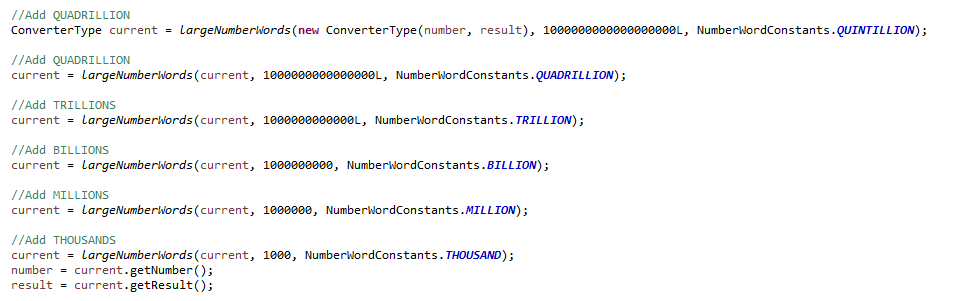 //Add QUADRILLION
ConverterType current = largeNumberWords(new ConverterType(number, result), 1000000000000000000L, NumberWordConstants.QUINTILLION);
//Add QUADRILLION
current = largeNumberWords(current, 1000000000000000L, NumberWordConstants.QUADRILLION);
//Add TRILLIONS
current = largeNumberWords(current, 1000000000000L, NumberWordConstants.TRILLION);
//Add BILLIONS
current = largeNumberWords(current, 1000000000, NumberWordConstants.BILLION);
//Add MILLIONS
current = largeNumberWords(current, 1000000, NumberWordConstants.MILLION);
//Add THOUSANDS
current = largeNumberWords(current, 1000, NumberWordConstants.THOUSAND);
number = current.getNumber();
result = current.getResult();